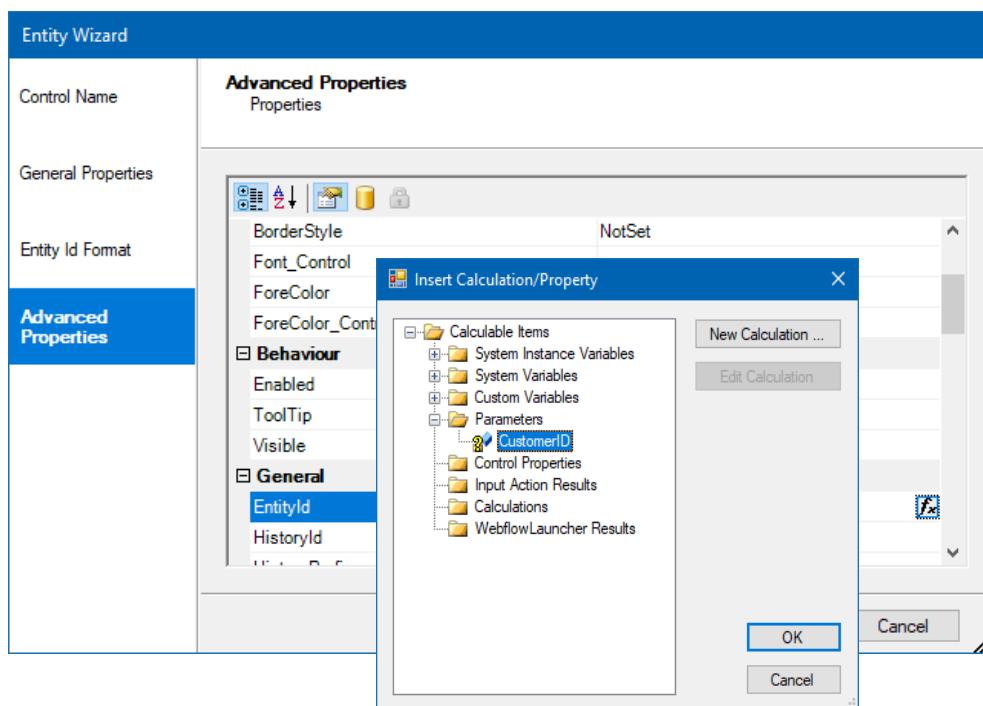 Entity Wizard
Control Name
General Properties
Entity Id Format
Advanced
Properties
Advanced Properties
Properties
BorderStyle NotSet
Font_Control
ForeColor
ForeColor_Cont
Behaviour
Enabled
ToolTip
Visible
General
EntityId
HistoryId
Cancel
Insert Calculation/Property
Calculable Items
System Instance Variables
System Variables
Custom Variables
Parameters
CustomerID
Control Properties
Input Action Results
Calculations
WebflowLauncher Results
New Calculation ...
Edit Calculation
OK
Cancel